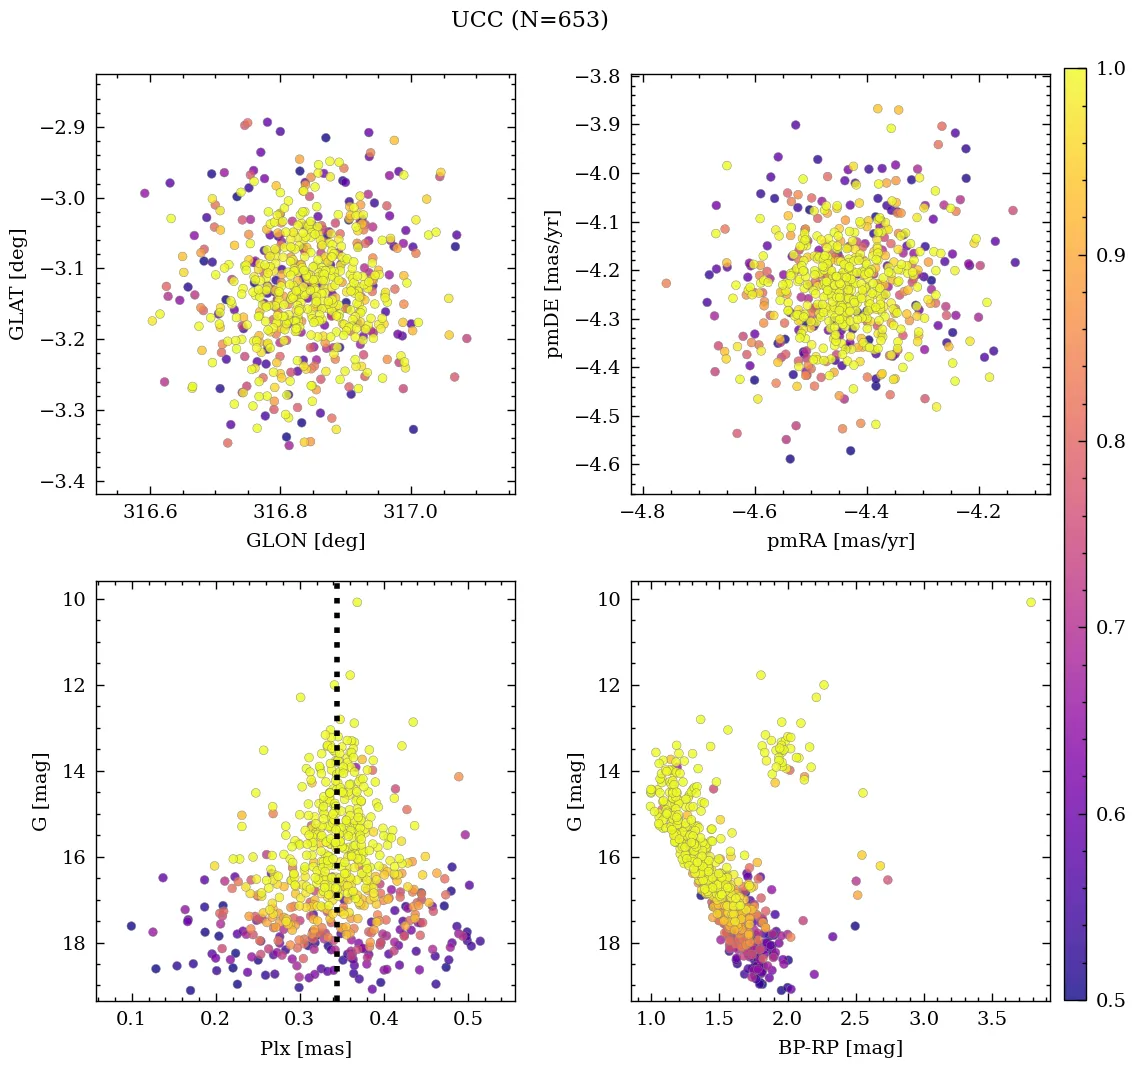 UCC (N=653)
−2.9
−3.0
−3.1
−3.2
−3.3
−3.4
GLAT [deg]
316.6 316.8 317.0
GLON [deg]
−3.8
−3.9
−4.0
−4.1
−4.2
−4.3
−4.4
−4.5
−4.6
pmDE [mas/yr]
−4.8 −4.6 −4.4 −4.2
pmRA [mas/yr]
10
12
14
16
18
G [mag]
0.1 0.2 0.3 0.4 0.5
Plx [mas]
10
12
14
16
18
G [mag]
1.0 1.5 2.0 2.5 3.0 3.5
BP-RP [mag]
1.0
0.9
0.8
0.7
0.6
0.5